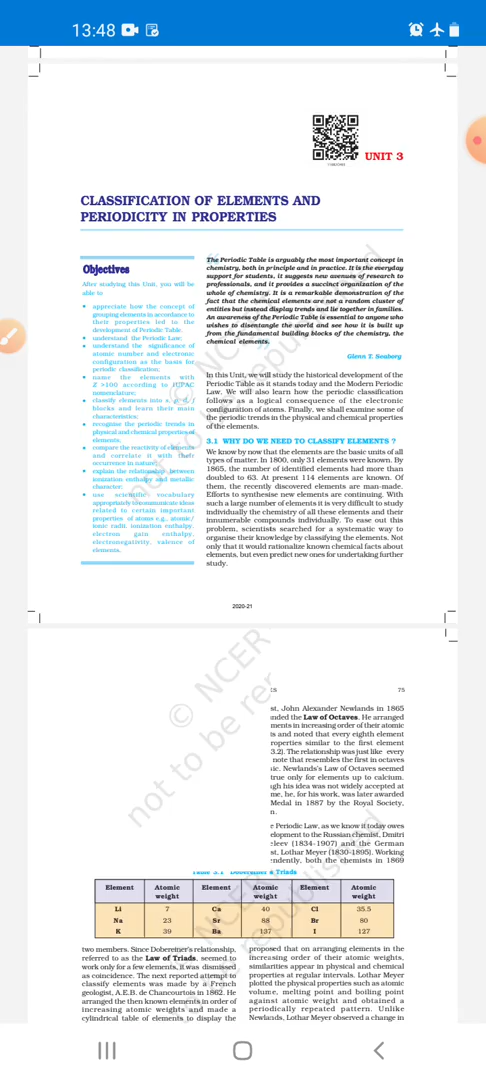 13:48
UNIT 3
CLASSIFICATION OF ELEMENTS AND
PERIODICITY IN PROPERTIES
Objectives
After studying this Unit, you will be
able to
• appreciate how the concept of
grouping elements in accordance to
their properties led to the
development of Periodic Table.
• understand the Periodic Law;
• understand the significance of
atomic number and electronic
configuration as the basis for
periodic classification;
• name the elements with
Z >100 according to IUPAC
nomenclature;
• classify elements into s, p, d, f
blocks and learn their main
characteristics;
• recognise the periodic trends in
physical and chemical properties of
elements;
• compare the reactivity of elements
and correlate it with their
occurrence in nature;
• explain the relationship between
ionization enthalpy and metallic
character;
• use scientific vocabulary
appropriately to communicate ideas
related to certain important
properties of atoms e.g., atomic/
ionic radii, ionization enthalpy,
electron gain enthalpy,
electronegativity, valence of
elements.
The Periodic Table is arguably the most important concept in
chemistry, both in principle and in practice. It is the everyday
support for students, it suggests new avenues of research to
professionals, and it provides a succinct organization of the
whole of chemistry. It is a remarkable demonstration of the
fact that the chemical elements are not a random cluster of
entities but instead display trends and lie together in families.
An awareness of the Periodic Table is essential to anyone who
wishes to disentangle the world and see how it is built up
from the fundamental building blocks of the chemistry, the
chemical elements.
Glenn T. Seaborg
In this Unit, we will study the historical development of the
Periodic Table as it stands today and the Modern Periodic
Law. We will also learn how the periodic classification
follows as a logical consequence of the electronic
configuration of atoms. Finally, we shall examine some of
the periodic trends in the physical and chemical properties
of the elements.
3.1 WHY DO WE NEED TO CLASSIFY ELEMENTS ?
We know by now that the elements are the basic units of all
types of matter. In 1800, only 31 elements were known. By
1865, the number of identified elements had more than
doubled to 63. At present 114 elements are known. Of
them, the recently discovered elements are man-made.
Efforts to synthesise new elements are continuing. With
such a large number of elements it is very difficult to study
individually the chemistry of all these elements and their
innumerable compounds individually. To ease out this
problem, scientists searched for a systematic way to
organise their knowledge by classifying the elements. Not
only that it would rationalize known chemical facts about
elements, but even predict new ones for undertaking further
study.
2020-21
© NCER
not to be rer
ES 75
st, John Alexander Newlands in 1865
nded the Law of Octaves. He arranged
ments in increasing order of their atomic
ts and noted that every eighth element
roperties similar to the first element
3.2). The relationship was just like every
note that resembles the first in octaves
sic. Newlands's Law of Octaves seemed
true only for elements up to calcium.
ugh his idea was not widely accepted at
me, he, for his work, was later awarded
Medal in 1887 by the Royal Society,
n.
e Periodic Law, as we know it today owes
elopment to the Russian chemist, Dmitri
eleev (1834-1907) and the German
st, Lothar Meyer (1830-1895). Working
endently, both the chemists in 1869
Table 3.1 Dobereiner's Triads
Element Atomic weight Element Atomic weight Element Atomic weight
Li 7 Ca 40 Cl 35.5
Na 23 Sr 88 Br 80
K 39 Ba 137 I 127
two members. Since Dobereiner's relationship,
referred to as the Law of Triads, seemed to
work only for a few elements, it was dismissed
as coincidence. The next reported attempt to
classify elements was made by a French
geologist, A.E.B. de Chancourtois in 1862. He
arranged the then known elements in order of
increasing atomic weights and made a
cylindrical table of elements to display the
proposed that on arranging elements in the
increasing order of their atomic weights,
similarities appear in physical and chemical
properties at regular intervals. Lothar Meyer
plotted the physical properties such as atomic
volume, melting point and boiling point
against atomic weight and obtained a
periodically repeated pattern. Unlike
Newlands, Lothar Meyer observed a change in